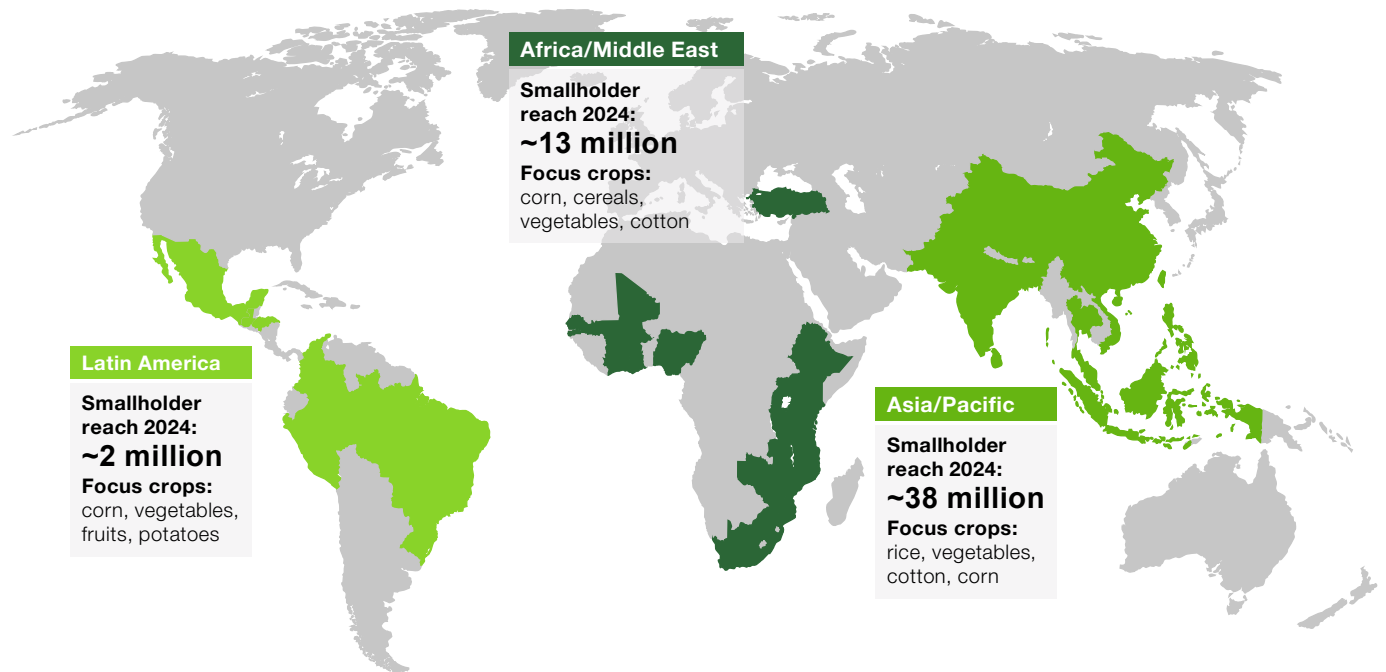 Africa/Middle East
Smallholder
reach 2024:
~13 million
Focus crops:
corn, cereals,
vegetables, cotton
Latin America
Smallholder
reach 2024:
~2 million
Focus crops:
corn, vegetables,
fruits, potatoes
Asia/Pacific
Smallholder
reach 2024:
~38 million
Focus crops:
rice, vegetables,
cotton, corn